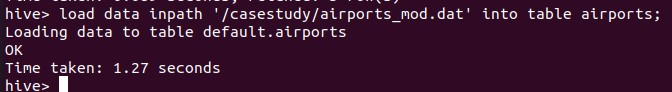 hive> load data inpath '/casestudy/airports_mod.dat' into table airports;
Loading data to table default.airports
OK
Time taken: 1.27 seconds
hive>